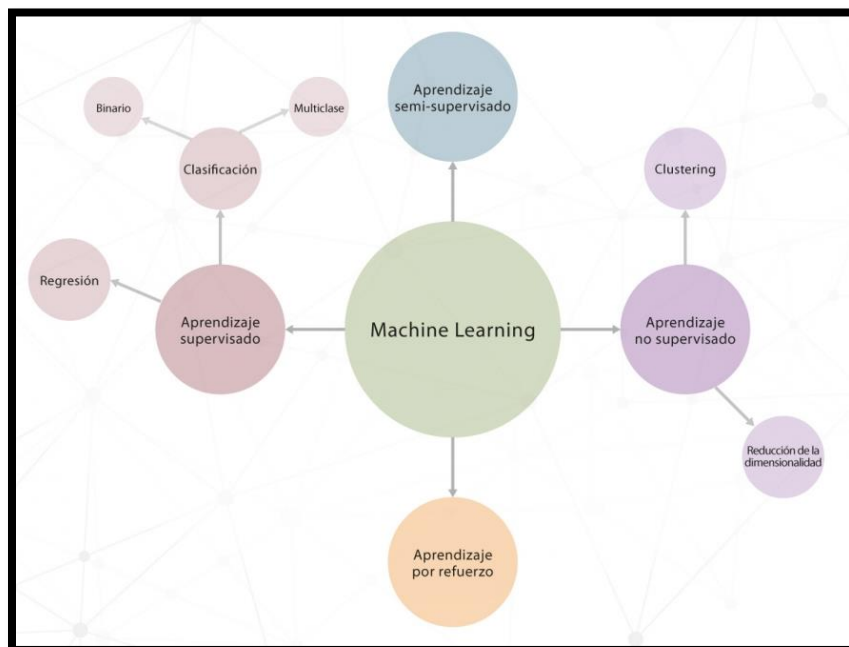 Aprendizaje
semi-supervisado
Binario
Multiclase
Clasificación
Clustering
Regresión
Aprendizaje
supervisado
Machine Learning
Aprendizaje
no supervisado
Reducción de la
dimensionalidad
Aprendizaje
por refuerzo